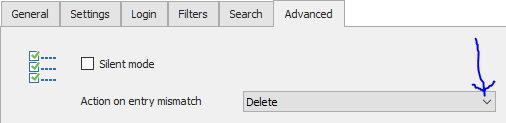 General Settings Login Filters Search Advanced
Silent mode
Action on entry mismatch Delete